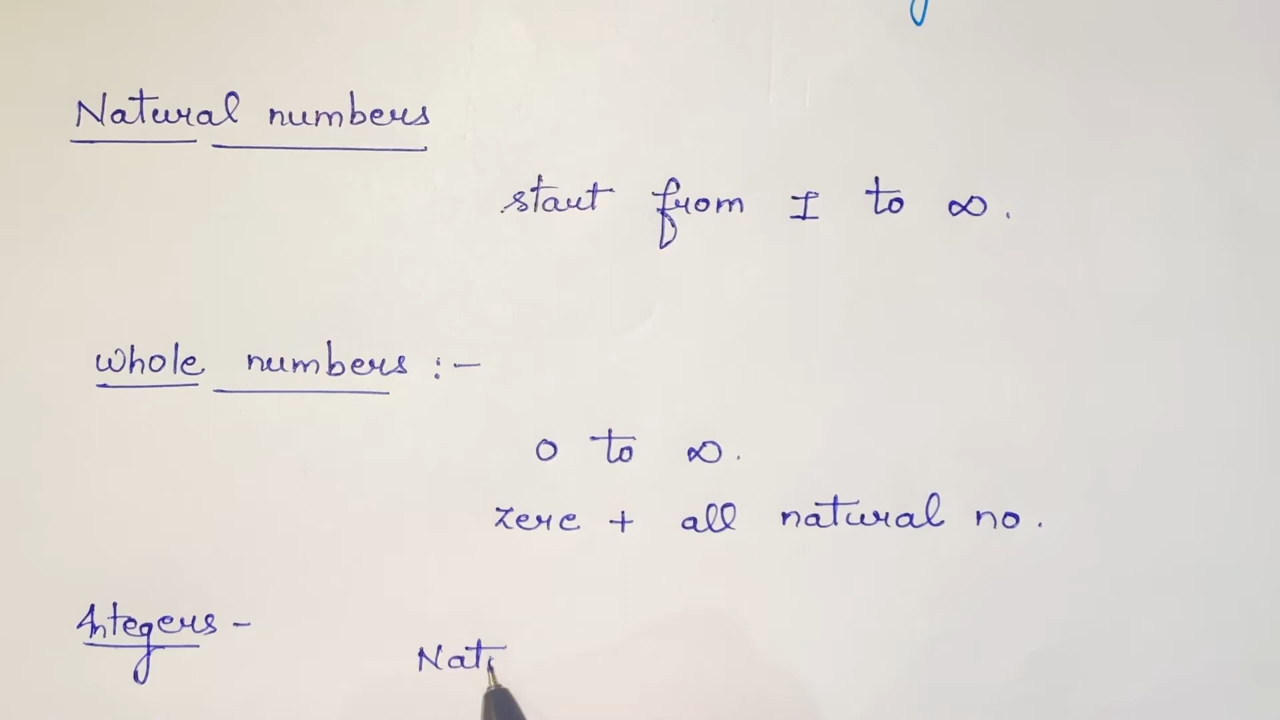 Natural numbers
start from 1 to ∞.
whole numbers :-
0 to ∞.
zero + all natural no.
Integers -
Nat